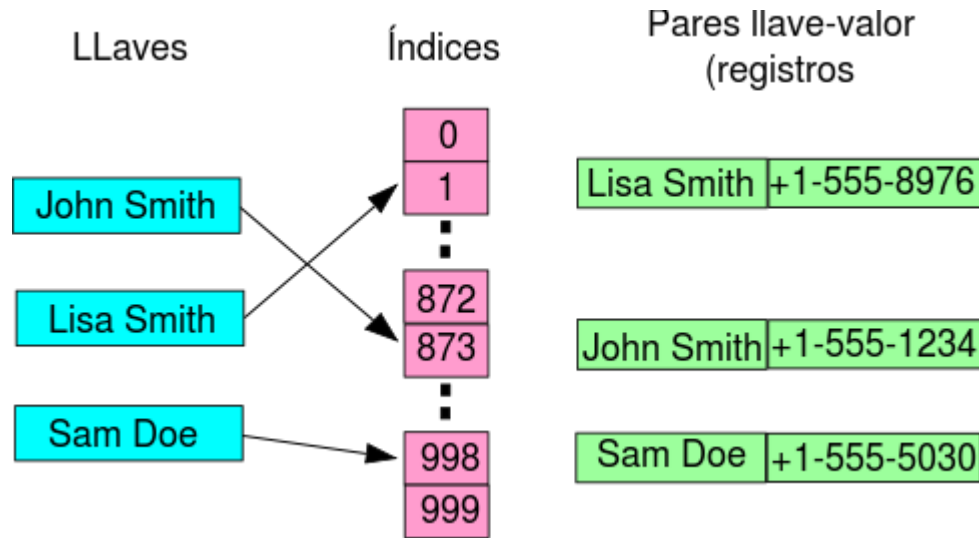 LLaves
Índices
Pares llave-valor
(registros
0
1
872
873
998
999
John Smith
Lisa Smith
Sam Doe
Lisa Smith +1-555-8976
John Smith +1-555-1234
Sam Doe +1-555-5030